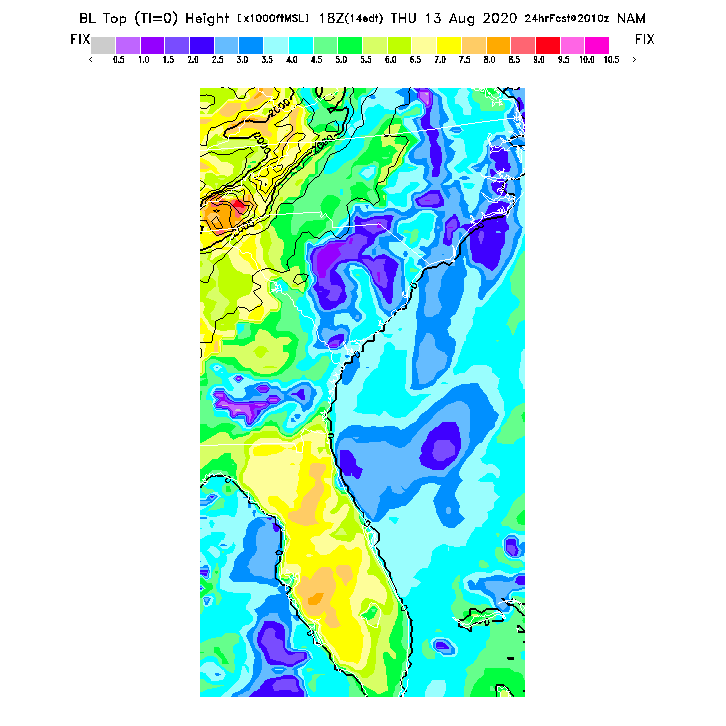 BL Top (TI=0) Height [x1000ftMSL] 18Z(14edt) THU 13 Aug 2020 24hrFcst@2010z NAM
FIX FIX
< 0.5 1.0 1.5 2.0 2.5 3.0 3.5 4.0 4.5 5.0 5.5 6.0 6.5 7.0 7.5 8.0 8.5 9.0 9.5 10.0 10.5 >
2000
2000
2000